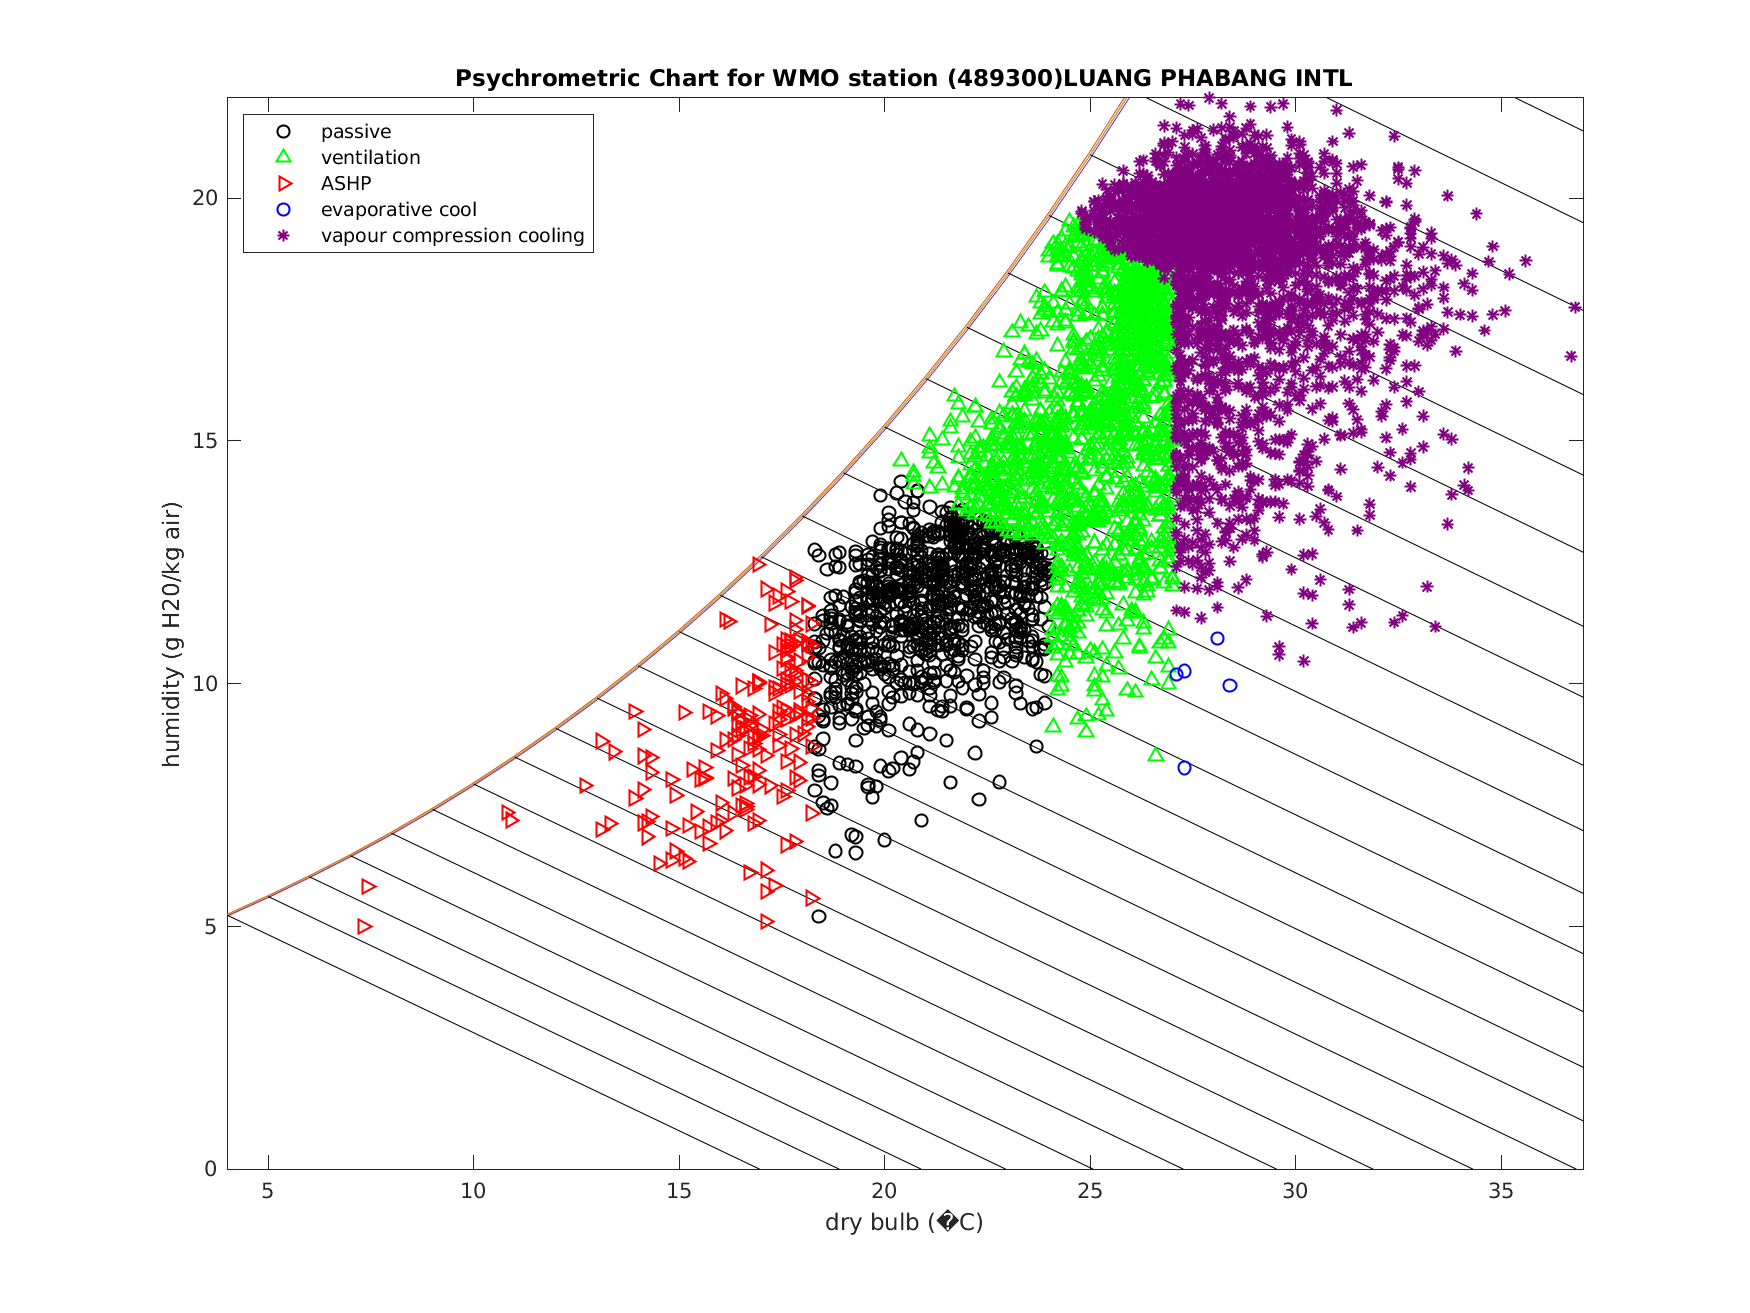 Psychrometric Chart for WMO station (489300)LUANG PHABANG INTL
passive
ventilation
ASHP
evaporative cool
vapour compression cooling
humidity (g H20/kg air)
20
15
10
5
0
5 10 15 20 25 30 35
dry bulb (�C)